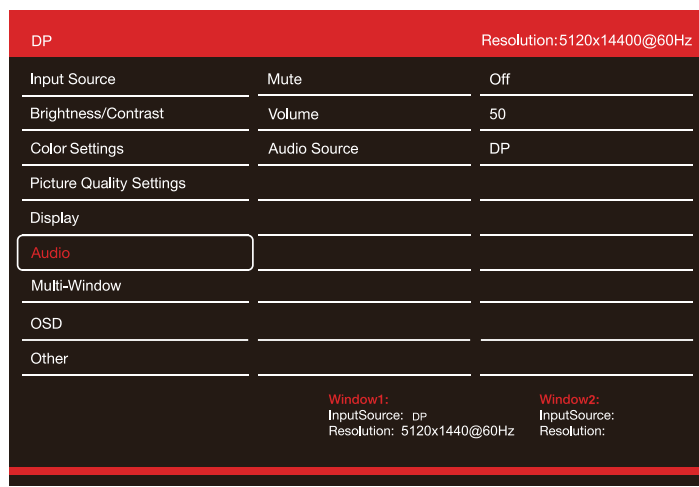 DP Resolution:5120x14400@60Hz
Input Source Mute Off
Brightness/Contrast Volume 50
Color Settings Audio Source DP
Picture Quality Settings
Display
Audio
Multi-Window
OSD
Other
Window1: Window2:
InputSource: DP InputSource:
Resolution: 5120x1440@60Hz Resolution: